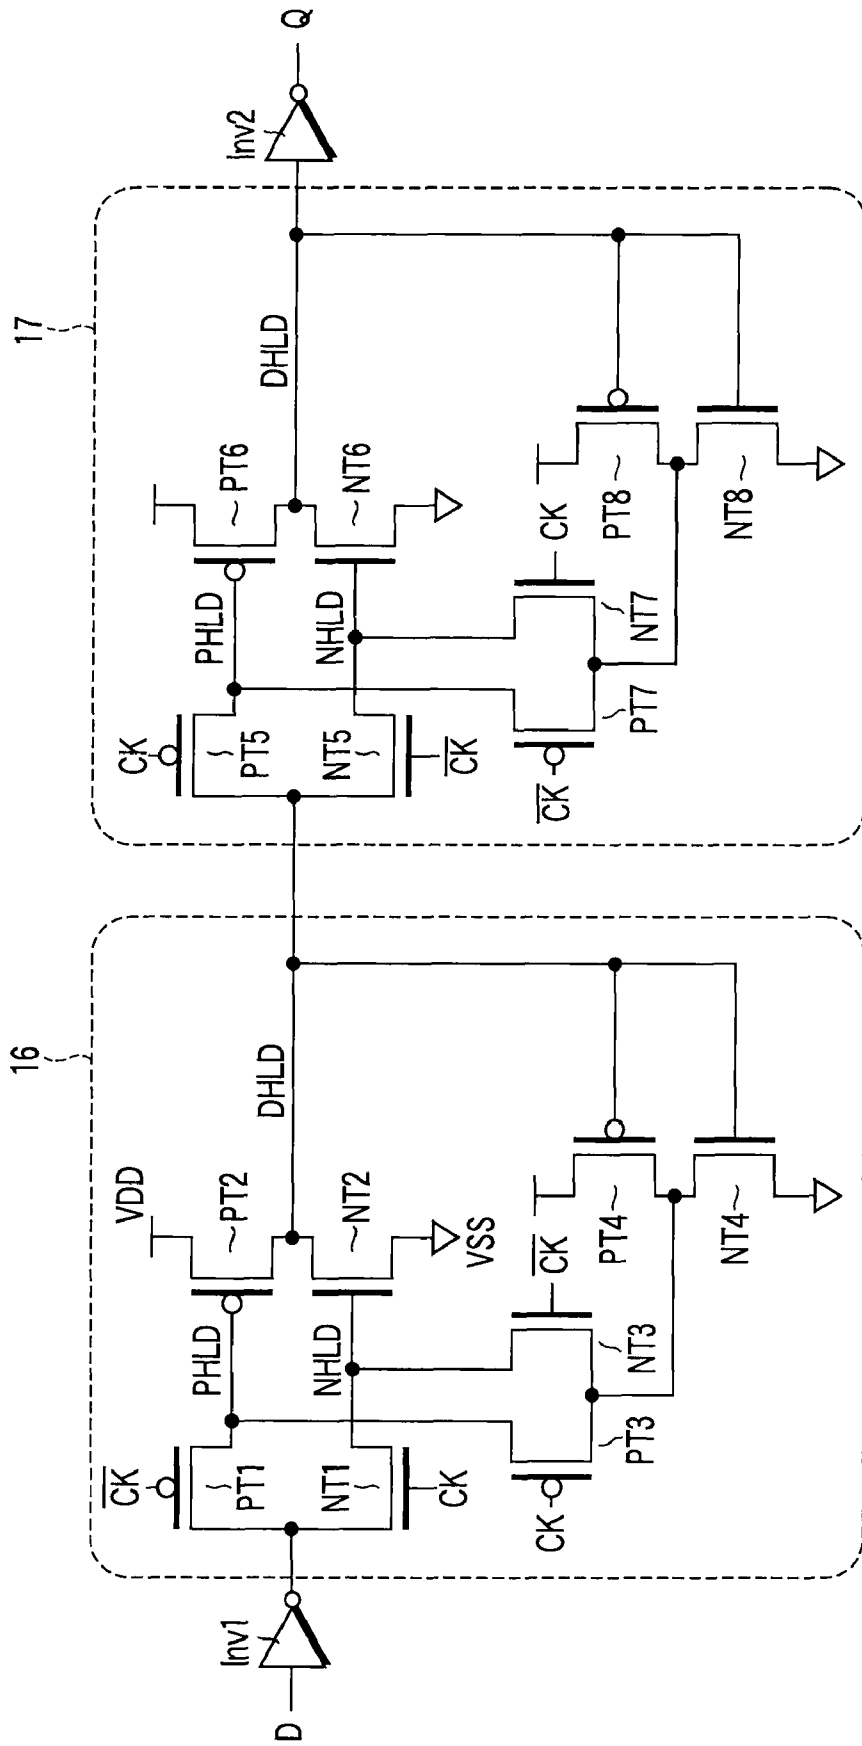 16
17
D
Inv1
CK
PT1
NT1
CK
PHLD
NHLD
VDD
PT2
NT2
VSS
DHLD
CK
PT3
NT3
CK
PT4
NT4
CK
PT5
NT5
CK
PHLD
NHLD
PT6
NT6
DHLD
CK
PT7
NT7
CK
PT8
NT8
Inv2
Q